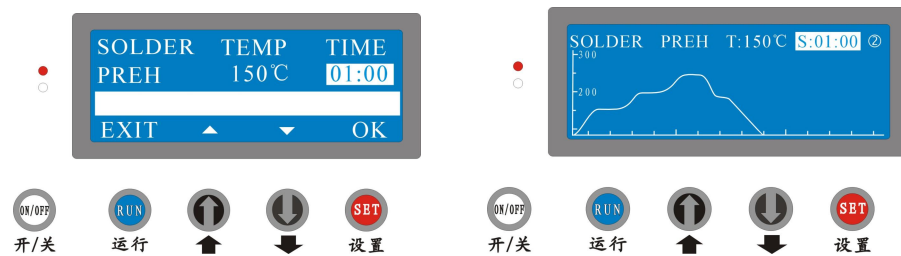 SOLDER TEMP TIME
PREH 150℃ 01:00
EXIT OK
ON/OFF RUN SET
开/关 运行 设置
SOLDER PREH T:150℃ S:01:00 ②
300
200
ON/OFF RUN SET
开/关 运行 设置